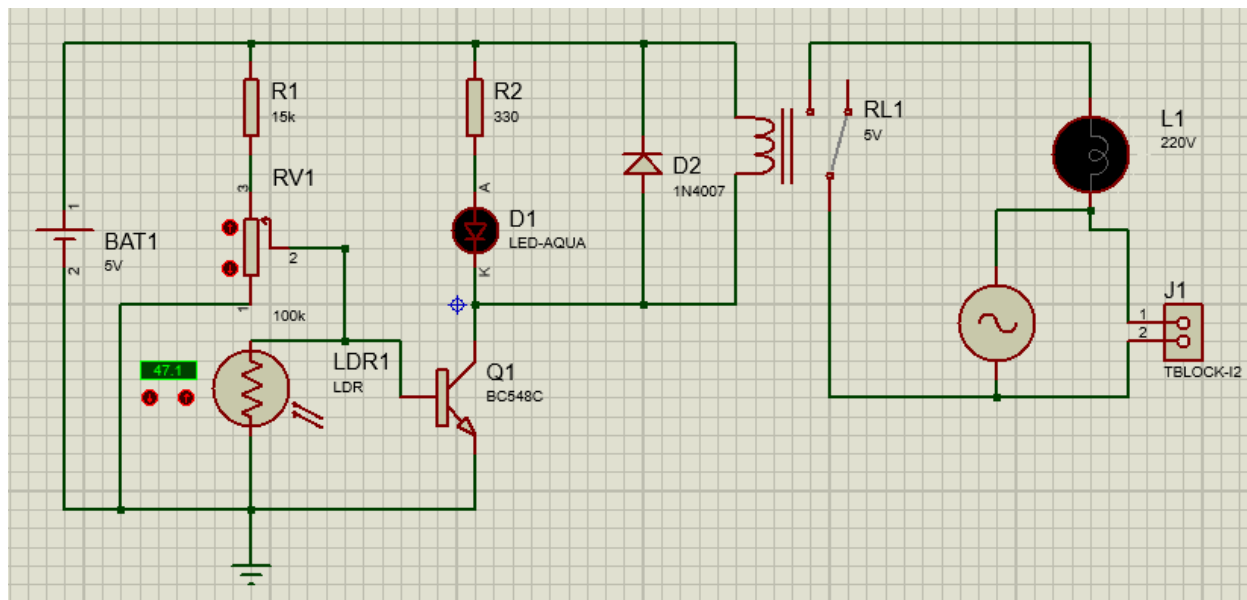 R1
15k
R2
330
RL1
5V
L1
220V
RV1
3
2
1
100k
D2
1N4007
A
D1
LED-AQUA
K
1
BAT1
5V
2
J1
1
2
TBLOCK-I2
47.1
LDR1
LDR
Q1
BC548C